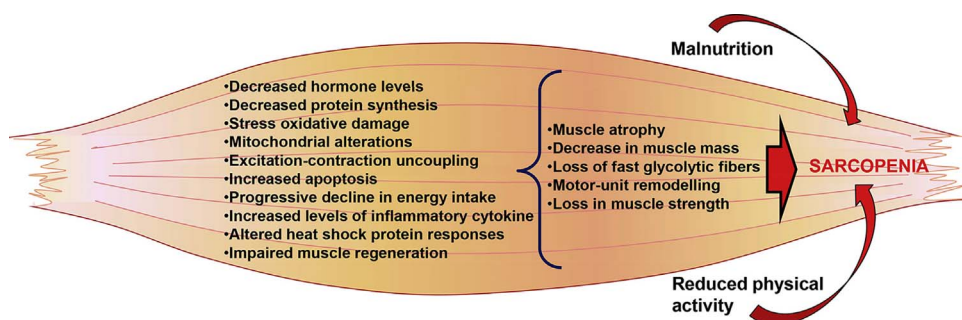 Malnutrition
•Decreased hormone levels
•Decreased protein synthesis
•Stress oxidative damage
•Mitochondrial alterations
•Excitation-contraction uncoupling
•Increased apoptosis
•Progressive decline in energy intake
•Increased levels of inflammatory cytokine
•Altered heat shock protein responses
•Impaired muscle regeneration
•Muscle atrophy
•Decrease in muscle mass
•Loss of fast glycolytic fibers
•Motor-unit remodelling
•Loss in muscle strength
SARCOPENIA
Reduced physical
activity